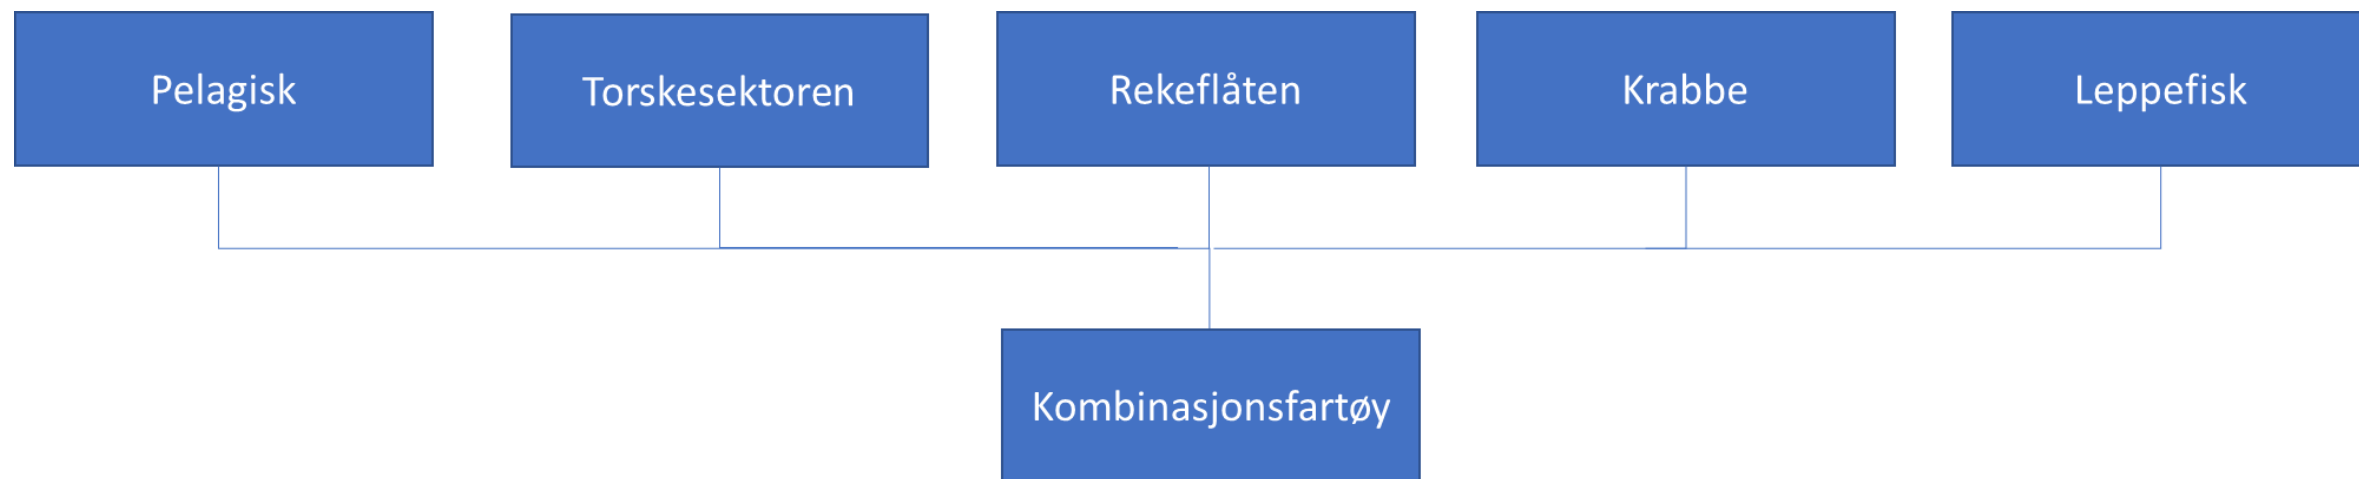 Pelagisk
Torskesektoren
Rekeflåten
Krabbe
Leppefisk
Kombinasjonsfartøy